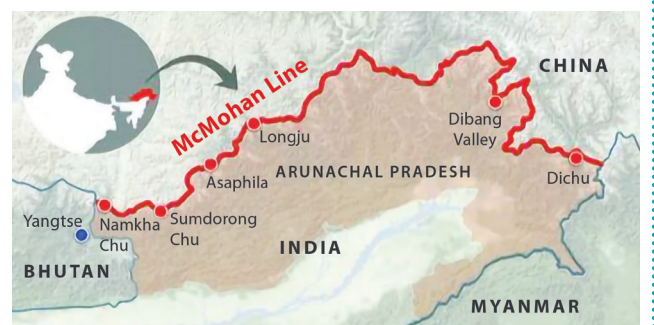 CHINA
McMohan Line
Longju
Dibang
Valley
Asaphila
ARUNACHAL PRADESH
Dichu
Yangtse
Namkha
Chu
Sumdorong
Chu
INDIA
BHUTAN
MYANMAR